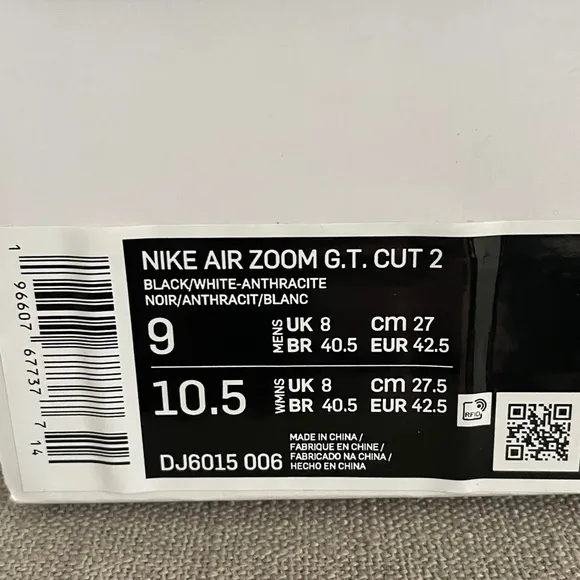 NIKE AIR ZOOM G.T. CUT 2
BLACK/WHITE-ANTHRACITE
NOIR/ANTHRACIT/BLANC
9 MENS UK 8 cm 27
BR 40.5 EUR 42.5
10.5 WMNS UK 8 cm 27.5
BR 40.5 EUR 42.5
RFID
DJ6015 006
MADE IN CHINA /
FABRIQUE EN CHINE /
FABRICADO NA CHINA /
HECHO EN CHINA
1 96607 67737 7 14